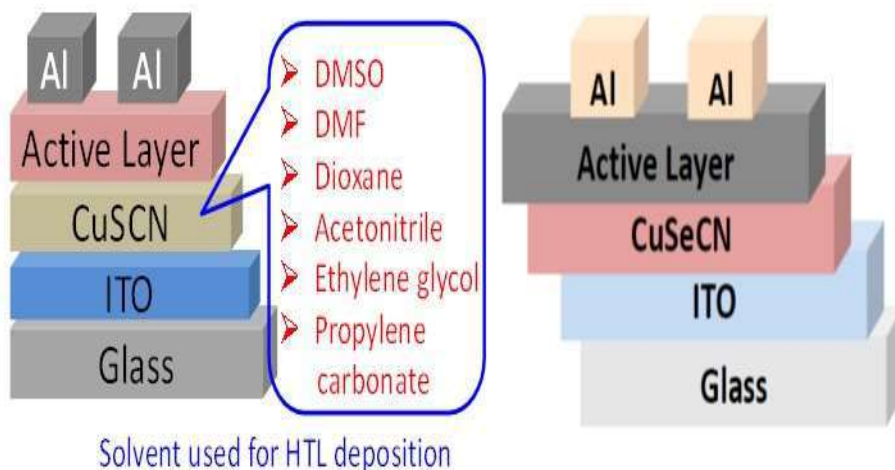 Al
Al
Active Layer
CuSCN
ITO
Glass
DMSO
DMF
Dioxane
Acetonitrile
Ethylene glycol
Propylene
carbonate
Solvent used for HTL deposition
Al
Al
Active Layer
CuSeCN
ITO
Glass